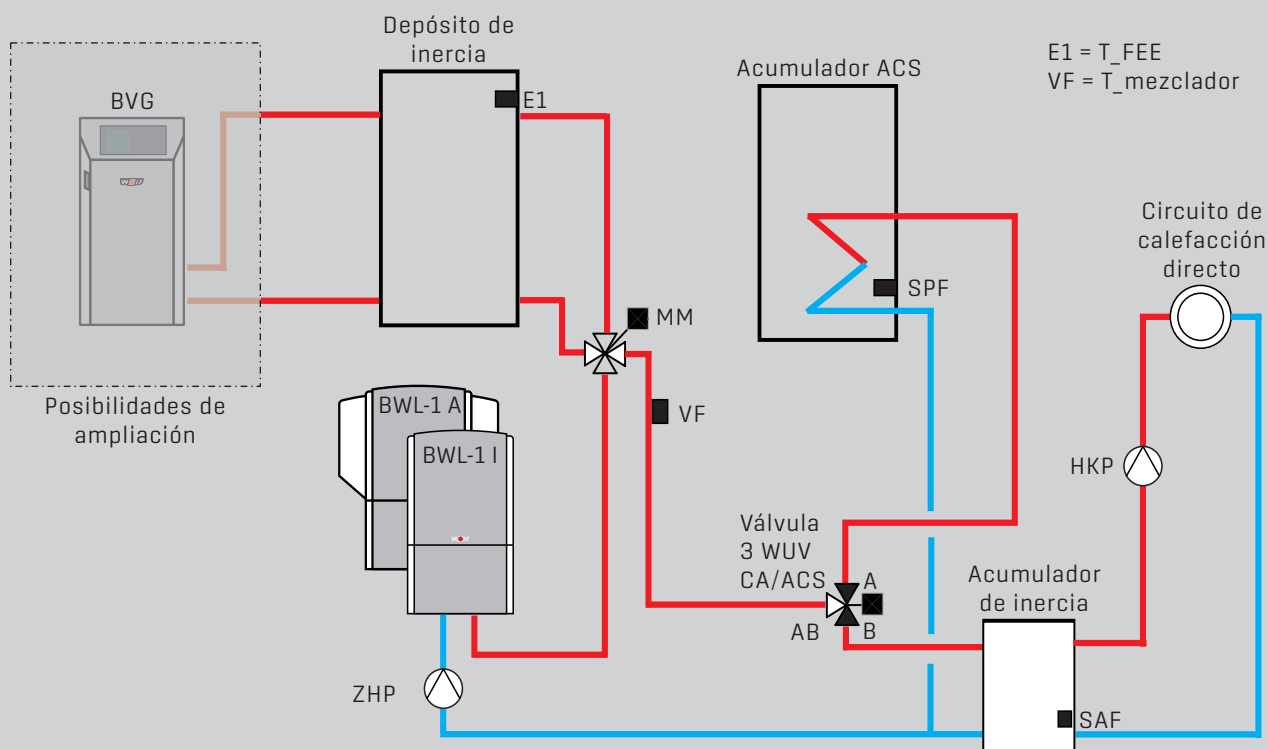 Depósito de
inercia
E1 = T_FEE
VF = T_mezclador
Acumulador ACS
BVG
E1
Circuito de
calefacción
directo
SPF
MM
Posibilidades de
ampliación
BWL-1 A
VF
BWL-1 I
HKP
Válvula
3 WUV
CA/ACS
A
Acumulador
de inercia
AB
B
ZHP
SAF